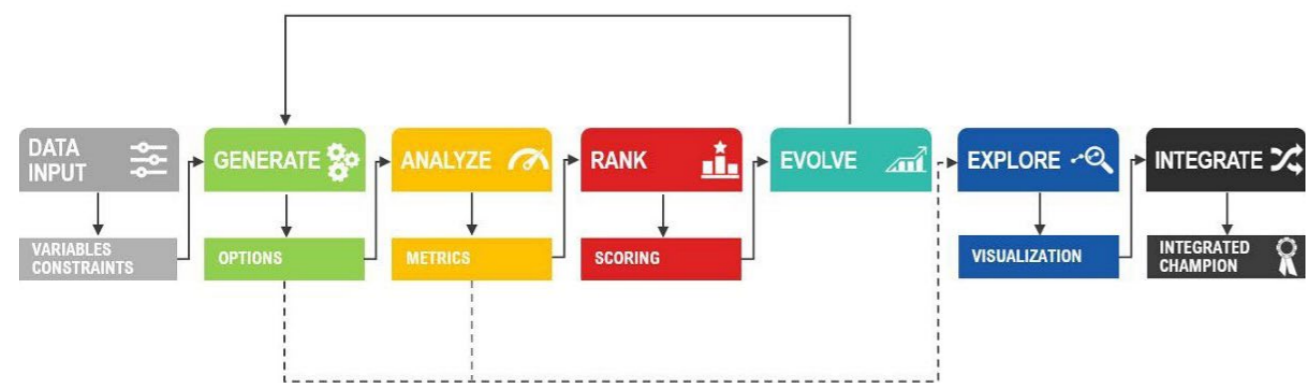 DATA
INPUT
GENERATE
ANALYZE
RANK
EVOLVE
EXPLORE
INTEGRATE
VARIABLES
CONSTRAINTS
OPTIONS
METRICS
SCORING
VISUALIZATION
INTEGRATED
CHAMPION